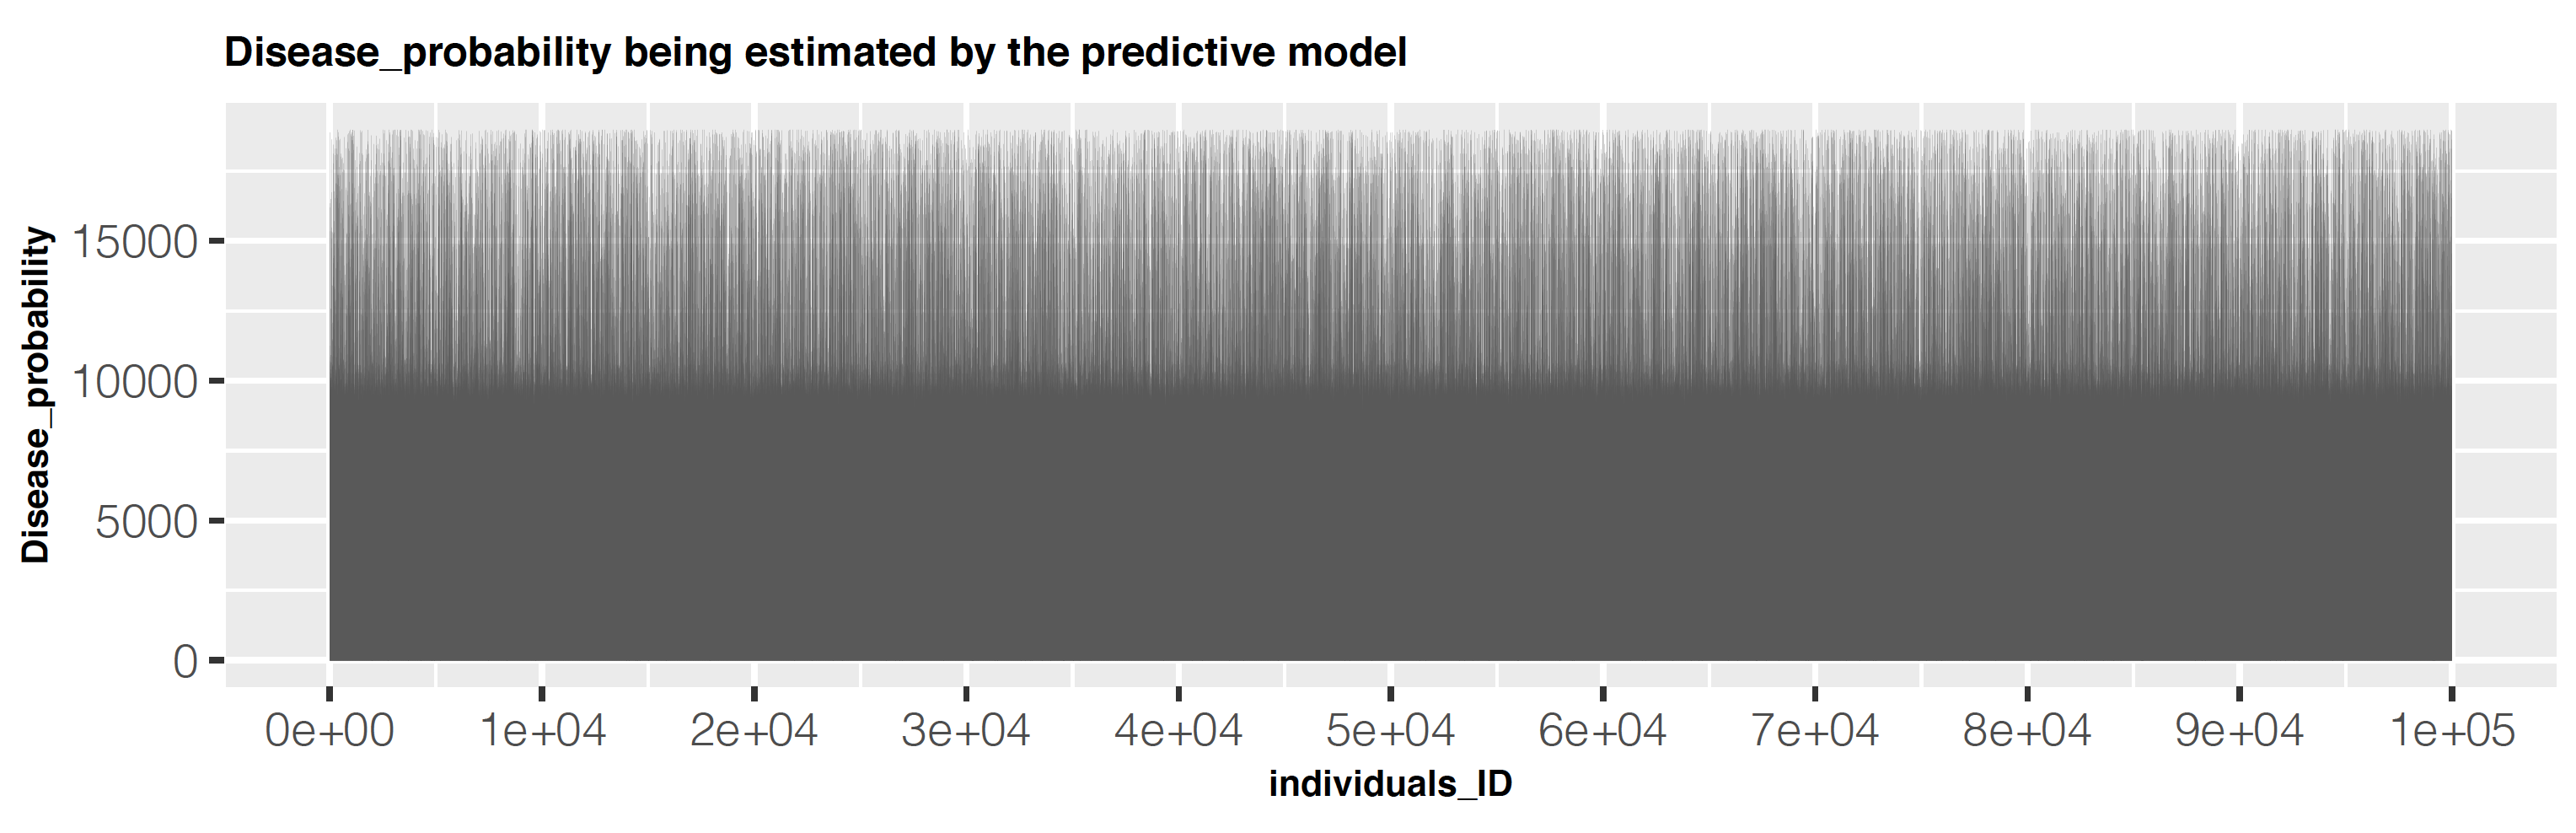 Disease_probability being estimated by the predictive model
Disease_probability
15000
10000
5000
0
0e+00 1e+04 2e+04 3e+04 4e+04 5e+04 6e+04 7e+04 8e+04 9e+04 1e+05
individuals_ID